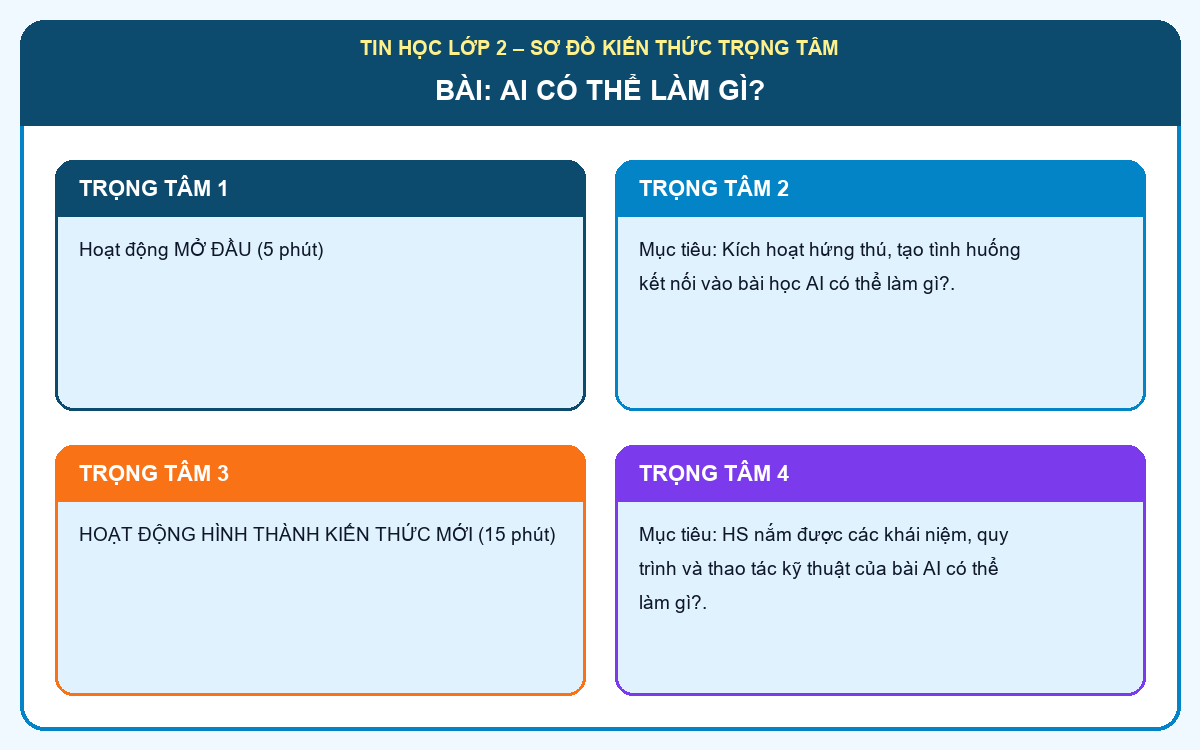 TIN HỌC LỚP 2 – SƠ ĐỒ KIẾN THỨC TRỌNG TÂM
BÀI: AI CÓ THỂ LÀM GÌ?
TRỌNG TÂM 1
Hoạt động MỞ ĐẦU (5 phút)
TRỌNG TÂM 2
Mục tiêu: Kích hoạt hứng thú, tạo tình huống
kết nối vào bài học AI có thể làm gì?.
TRỌNG TÂM 3
HOẠT ĐỘNG HÌNH THÀNH KIẾN THỨC MỚI (15 phút)
TRỌNG TÂM 4
Mục tiêu: HS nắm được các khái niệm, quy
trình và thao tác kỹ thuật của bài AI có thể
làm gì?.